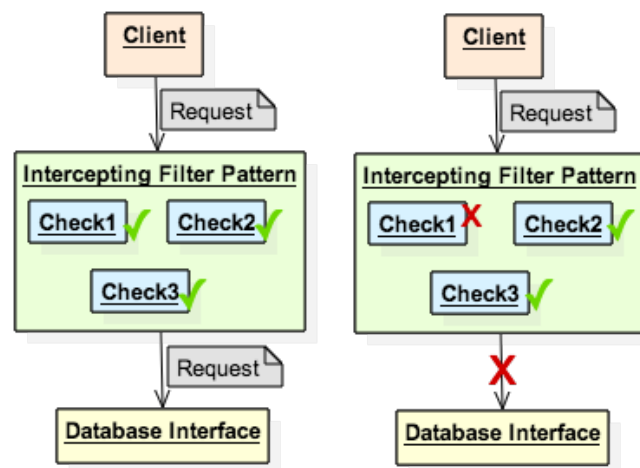 Client
Request
Intercepting Filter Pattern
Check1
Check2
Check3
Request
Database Interface
Client
Request
Intercepting Filter Pattern
Check1
Check2
Check3
Database Interface